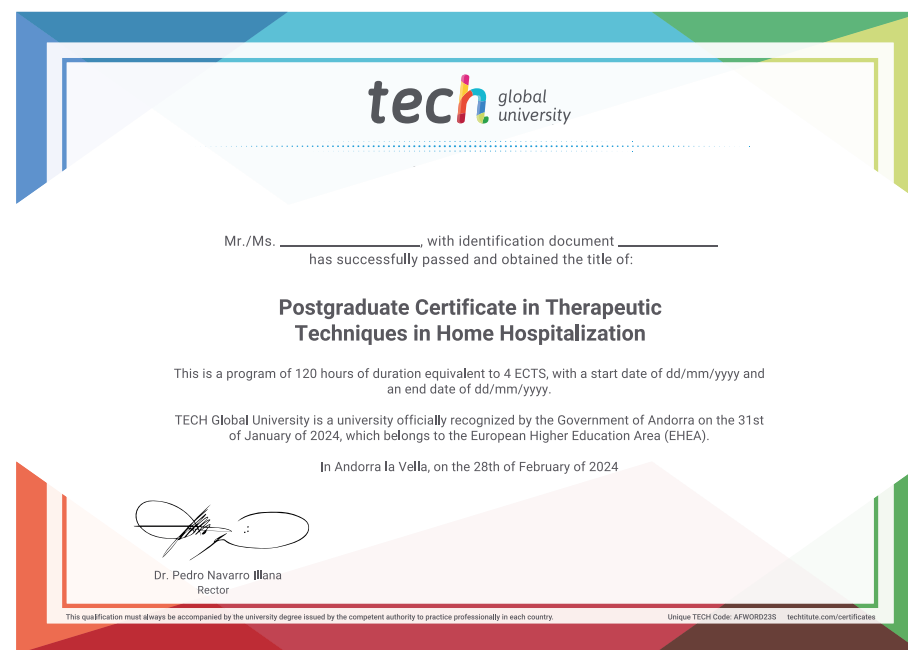 tech global
university
Mr./Ms. ____________, with identification document ____________
has successfully passed and obtained the title of:
Postgraduate Certificate in Therapeutic
Techniques in Home Hospitalization
This is a program of 120 hours of duration equivalent to 4 ECTS, with a start date of dd/mm/yyyy and
an end date of dd/mm/yyyy.
TECH Global University is a university officially recognized by the Government of Andorra on the 31st
of January of 2024, which belongs to the European Higher Education Area (EHEA).
In Andorra la Vella, on the 28th of February of 2024
Dr. Pedro Navarro Illana
Rector
This qualification must always be accompanied by the university degree issued by the competent authority to practice professionally in each country.
Unique TECH Code: AFWORD23S techtitute.com/certificates